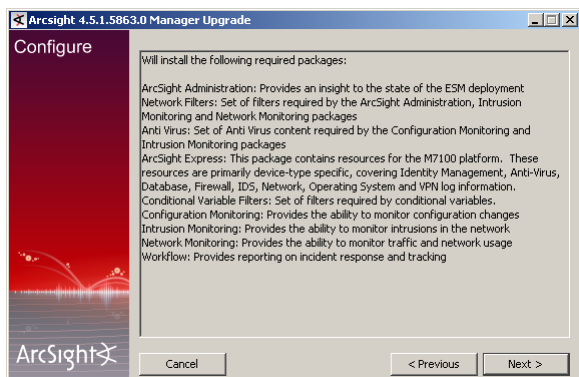 Arcsight 4.5.1.5863.0 Manager Upgrade
Configure
Will install the following required packages:
ArcSight Administration: Provides an insight to the state of the ESM deployment
Network Filters: Set of filters required by the ArcSight Administration, Intrusion
Monitoring and Network Monitoring packages
Anti Virus: Set of Anti Virus content required by the Configuration Monitoring and
Intrusion Monitoring packages
ArcSight Express: This package contains resources for the M7100 platform. These
resources are primarily device-type specific, covering Identity Management, Anti-Virus,
Database, Firewall, IDS, Network, Operating System and VPN log information.
Conditional Variable Filters: Set of filters required by conditional variables.
Configuration Monitoring: Provides the ability to monitor configuration changes
Intrusion Monitoring: Provides the ability to monitor intrusions in the network
Network Monitoring: Provides the ability to monitor traffic and network usage
Workflow: Provides reporting on incident response and tracking
ArcSight
Cancel
< Previous
Next >